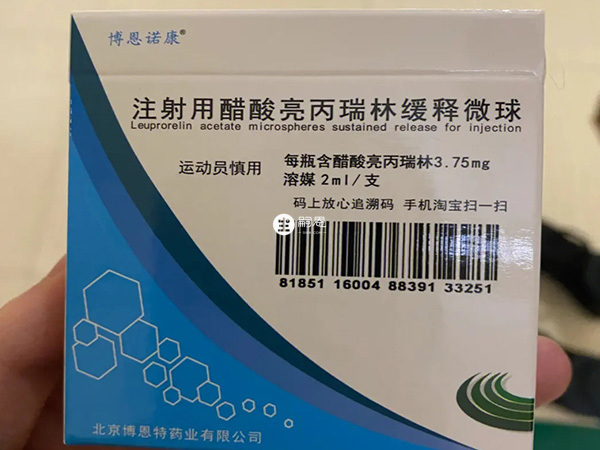 博恩诺康®
注射用醋酸亮丙瑞林缓释微球
Leuprorelin acetate microspheres sustained release for injection
运动员慎用
每瓶含醋酸亮丙瑞林3.75mg
溶媒2ml/支
码上放心追溯码 手机淘宝扫一扫
81851 16004 88391 33251
北京博恩特药业有限公司